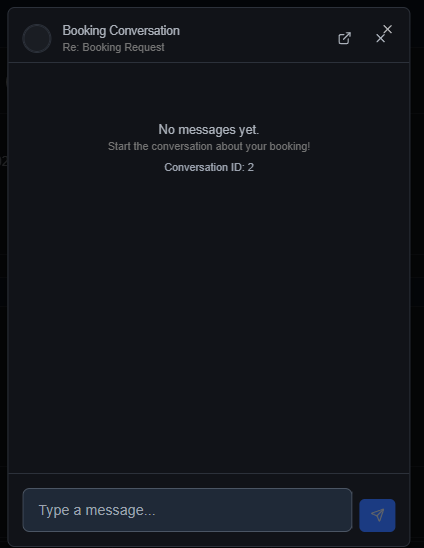 Booking Conversation
Re: Booking Request
No messages yet.
Start the conversation about your booking!
Conversation ID: 2
Type a message...